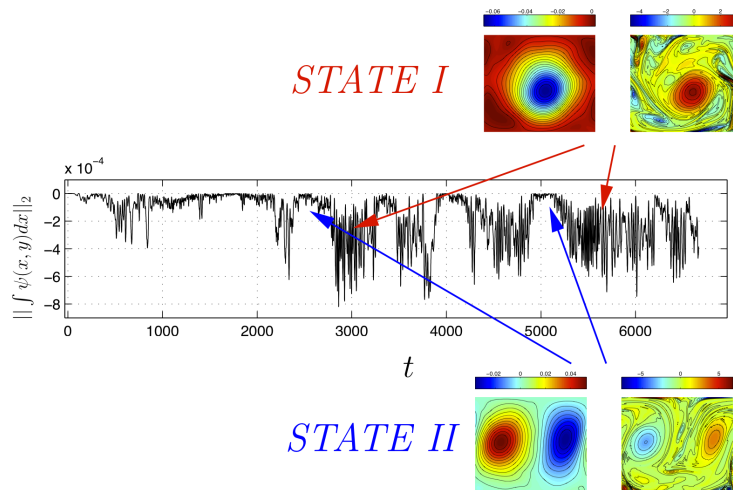 −0.06 −0.04 −0.02 0
−4 −2 0 2
STATE I
x 10⁻⁴
0
−2
−4
−6
−8
|| ∫ ψ(x, y)dx||₂
0 1000 2000 3000 4000 5000 6000
t
−0.02 0 0.02 0.04
−5 0 5
STATE II